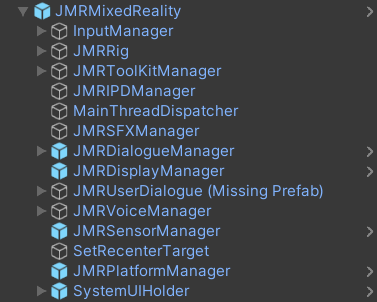 JMRMixedReality
InputManager
JMRRig
JMRToolKitManager
JMRIPDManager
MainThreadDispatcher
JMRSFXManager
JMRDialogueManager
JMRDisplayManager
JMRUserDialogue (Missing Prefab)
JMRVoiceManager
JMRSensorManager
SetRecenterTarget
JMRPlatformManager
SystemUIHolder